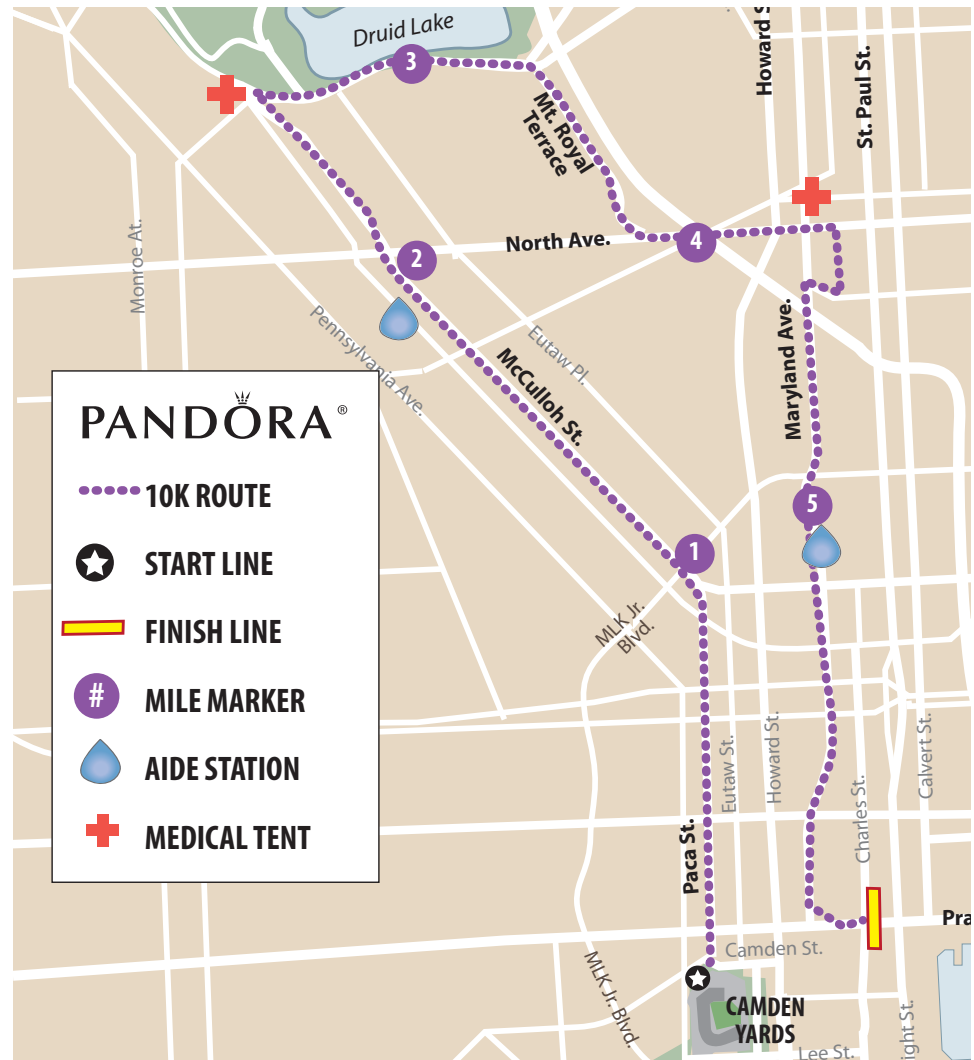 Druid Lake
Howard S
St. Paul St.
3
Mt. Royal
Terrace
North Ave.
4
2
Monroe At.
Pennsylvania Ave.
Eutaw Pl.
McCulloh St.
Maryland Ave.
PANDORA®
10K ROUTE
START LINE
FINISH LINE
# MILE MARKER
AIDE STATION
MEDICAL TENT
5
1
MLK Jr.
Blvd.
Eutaw St.
Howard St.
Calvert St.
Charles St.
Paca St.
Pra
Camden St.
MLK Jr. Blvd.
CAMDEN
YARDS
Lee St.
ight St.